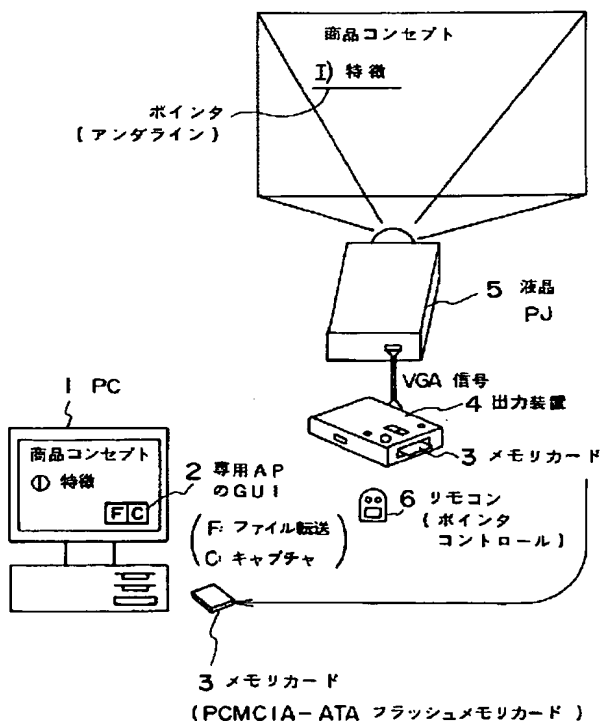 商品コンセプト
I) 特徴
ポインタ
(アンダライン)
5 液晶
PJ
VGA 信号
4 出力装置
3 メモリカード
1 PC
商品コンセプト
① 特徴
F C
2 専用AP
のGUI
(F: ファイル転送
C: キャプチャ)
6 リモコン
(ポインタ
コントロール)
3 メモリカード
(PCMCIA-ATA フラッシュメモリカード)